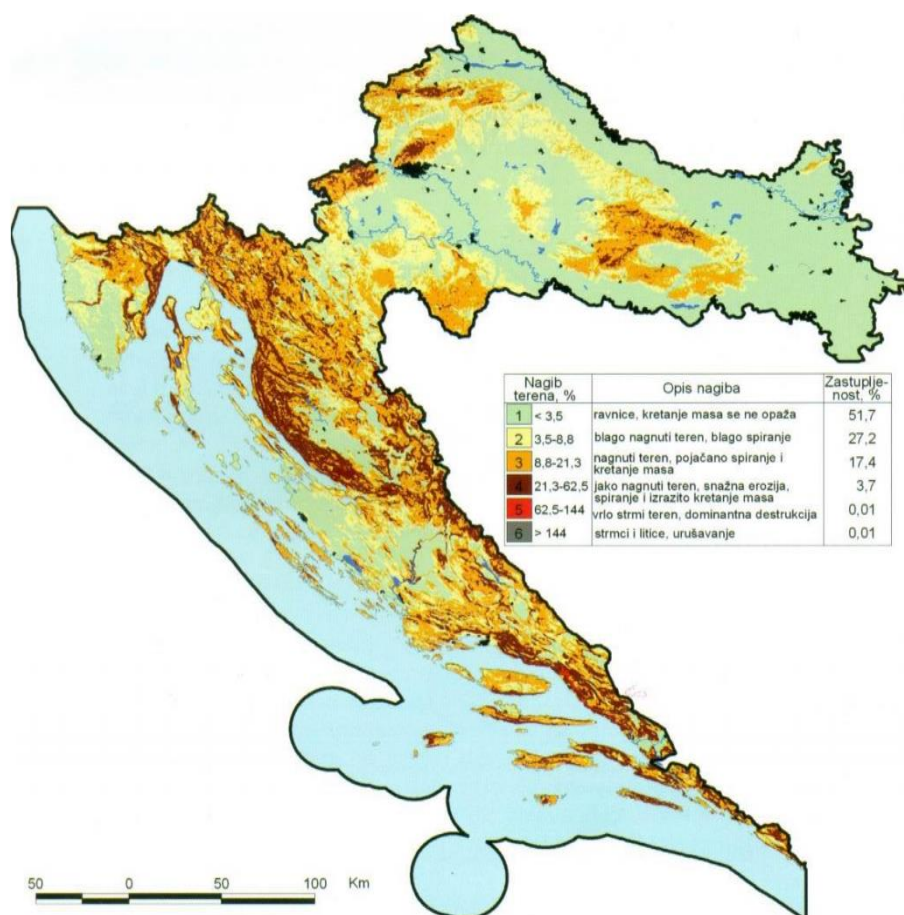 Nagib terena, % Opis nagiba Zastuplje-nost, %
1 < 3,5 ravnice, kretanje masa se ne opaža 51,7
2 3,5-8,8 blago nagnuti teren, blago spiranje 27,2
3 8,8-21,3 nagnuti teren, pojačano spiranje i kretanje masa 17,4
4 21,3-62,5 jako nagnuti teren, snažna erozija, spiranje i izrazito kretanje masa 3,7
5 62,5-144 vrlo strmi teren, dominantna destrukcija 0,01
6 > 144 strmci i litice, urušavanje 0,01
50 0 50 100 Km